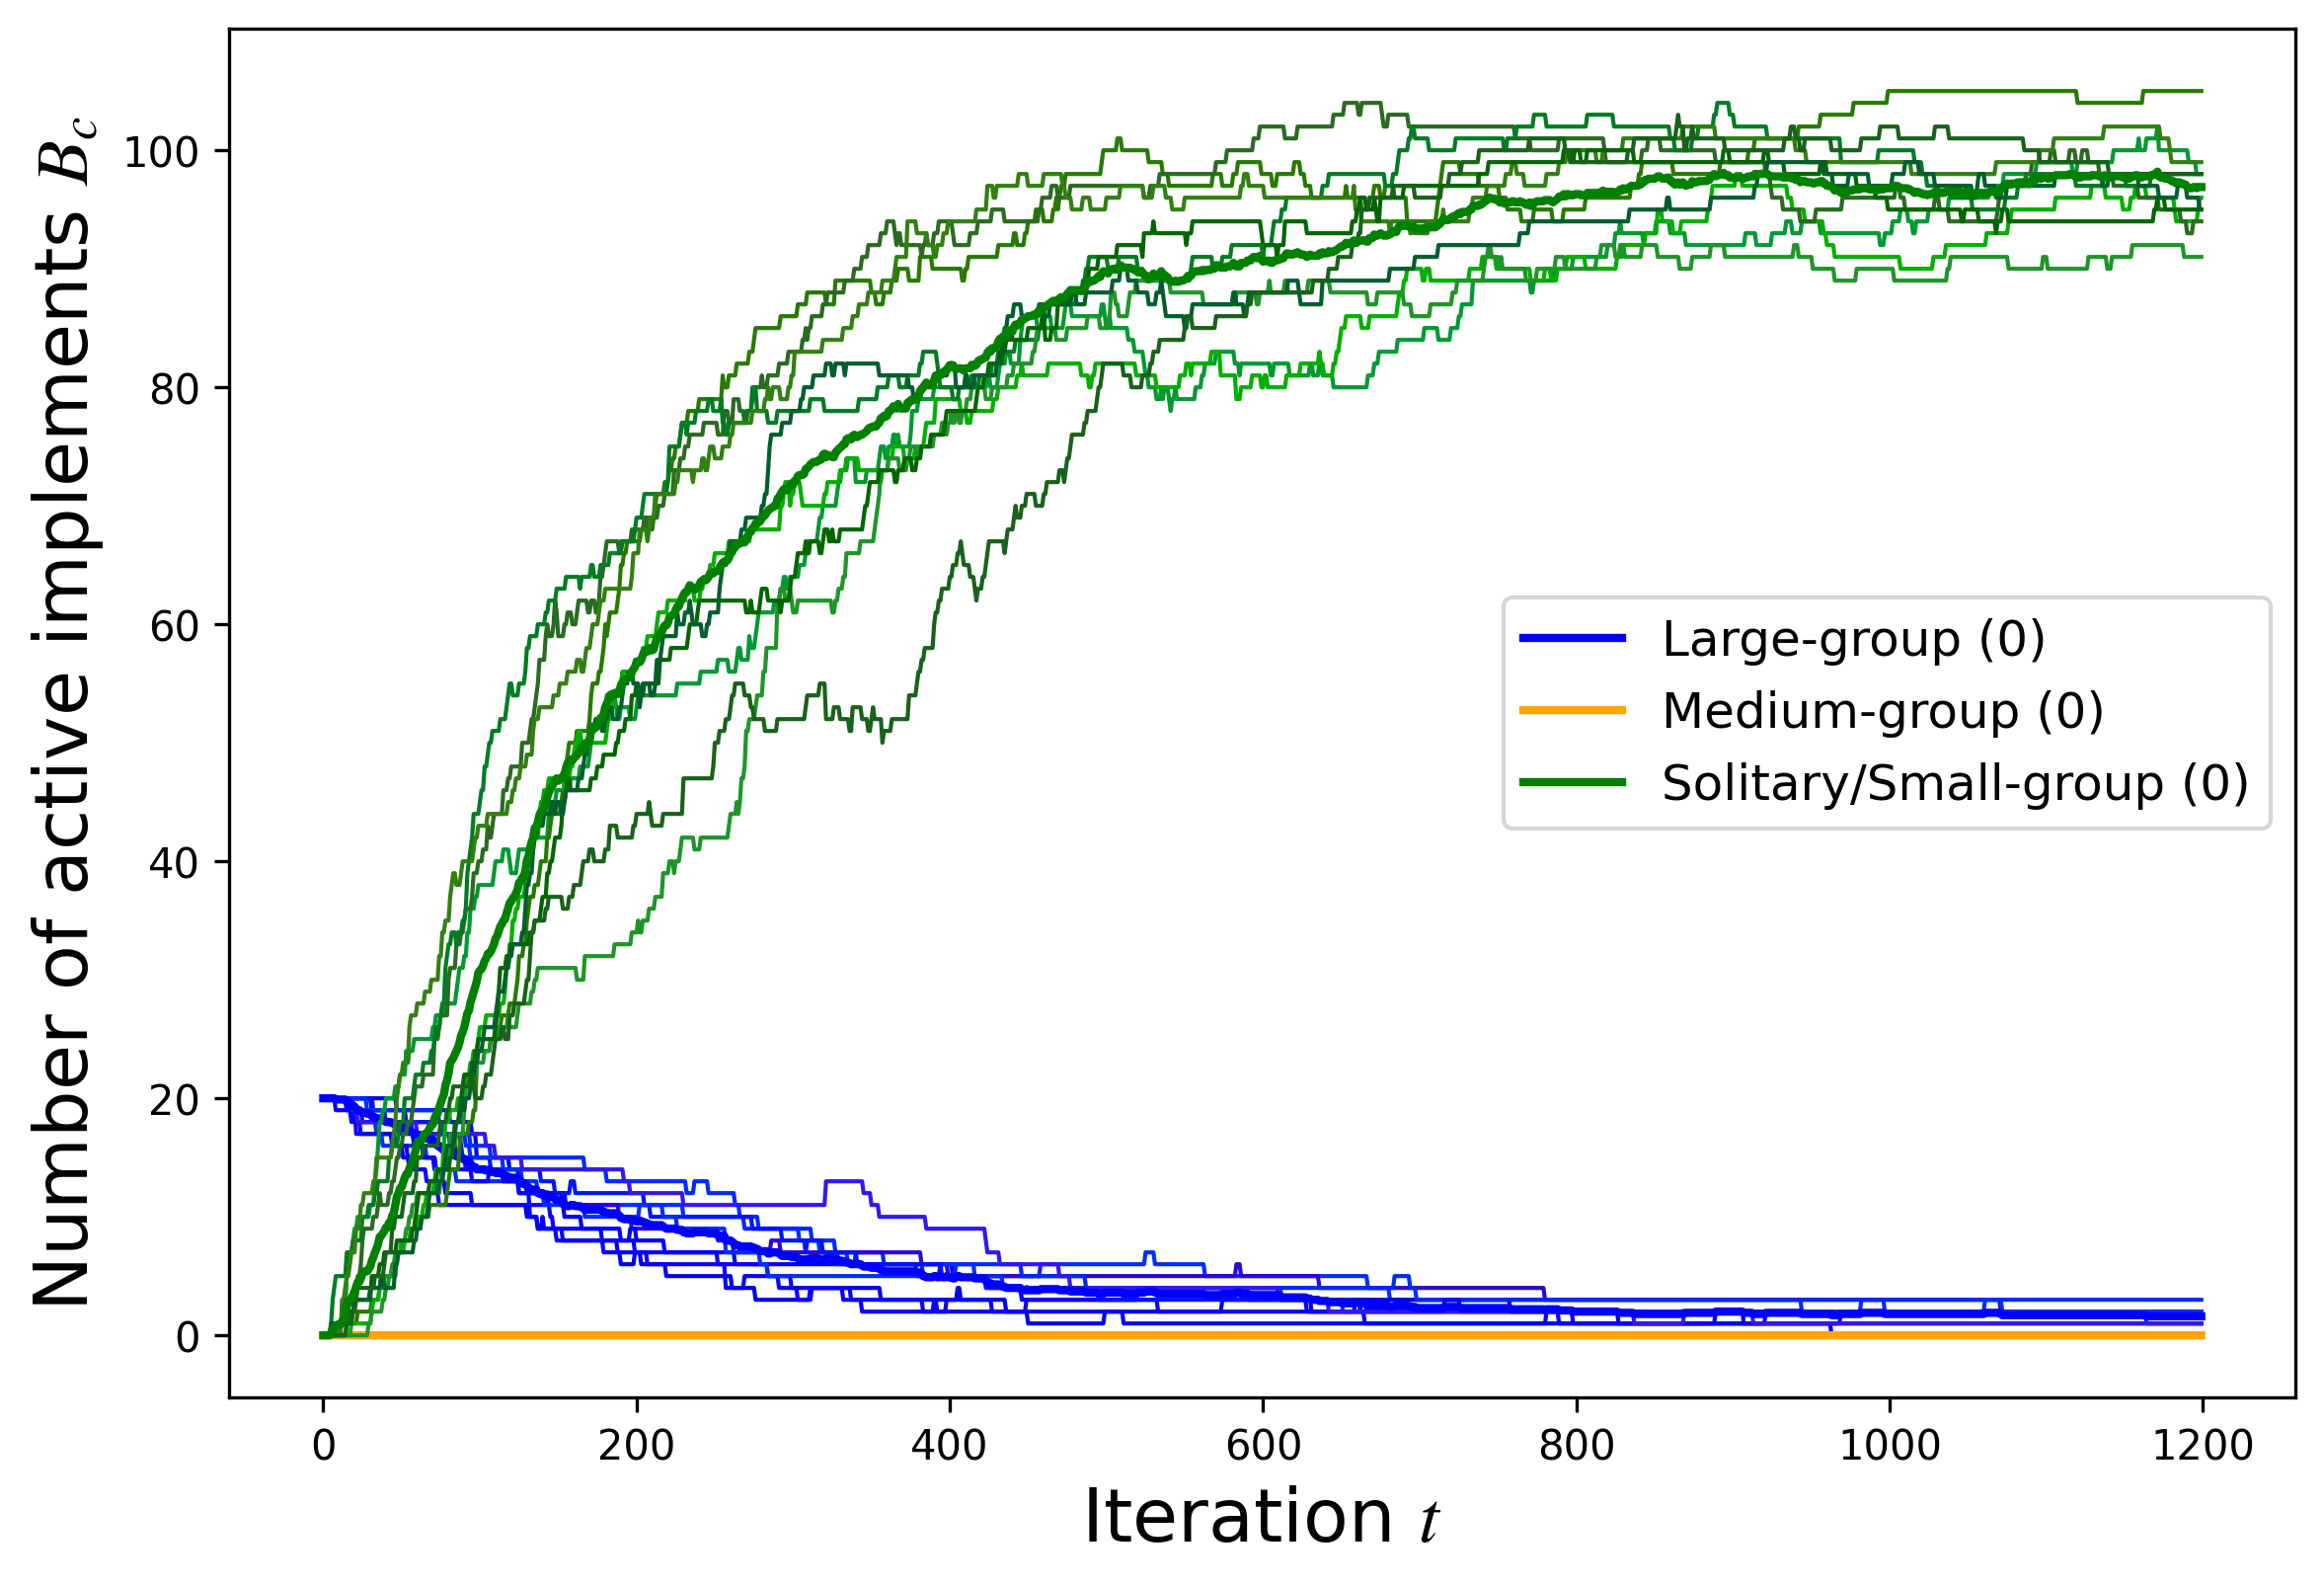 Number of active implements B_c
100
80
60
40
20
0
Large-group (0)
Medium-group (0)
Solitary/Small-group (0)
0 200 400 600 800 1000 1200
Iteration t